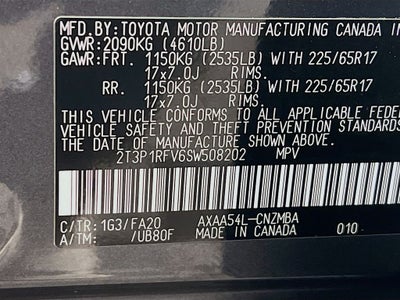 MFD.BY:TOYOTA MOTOR MANUFACTURING CANADA IN
GVWR:2090KG (4610LB)
GAWR:FRT. 1150KG (2535LB) WITH 225/65R17
17x7.0J RIMS.
RR. 1150KG (2535LB) WITH 225/65R17
17x7.0J RIMS.
THIS VEHICLE CONFORMS TO ALL APPLICABLE FEDERA
VEHICLE SAFETY AND BUMPER PREVENTION STANDARDS
THE DATE OF MANUFACTURE SHOWN ABOVE.
2T3P1RFV6SW508202 MPV
C/TR:1G3/FA20 AXAA54L-CNZMBA
A/TM: /UB80F MADE IN CANADA 010